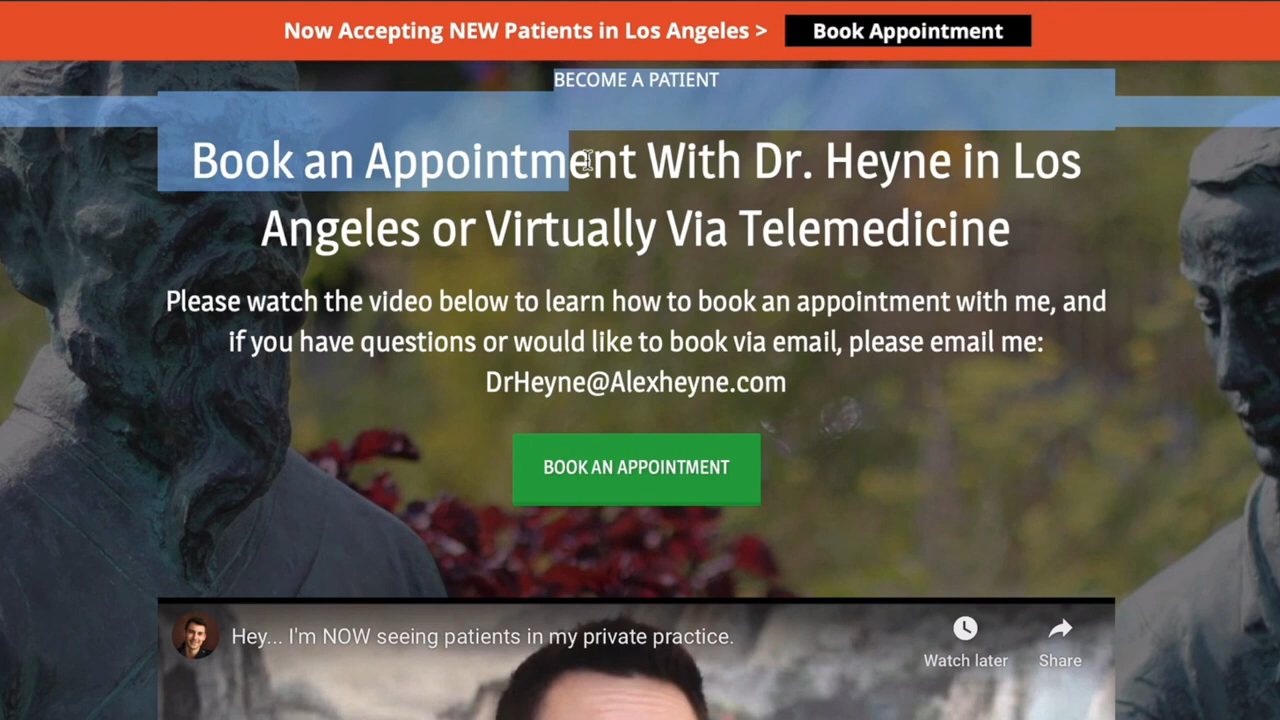 Now Accepting NEW Patients in Los Angeles > Book Appointment
BECOME A PATIENT
Book an Appointment With Dr. Heyne in Los
Angeles or Virtually Via Telemedicine
Please watch the video below to learn how to book an appointment with me, and
if you have questions or would like to book via email, please email me:
DrHeyne@Alexheyne.com
BOOK AN APPOINTMENT
Hey... I'm NOW seeing patients in my private practice.
Watch later Share